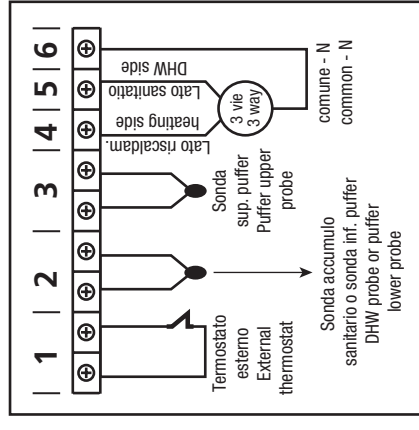 1
2
3
4
5
6
Termostato
esterno
External
thermostat
Sonda accumulo
sanitario o sonda inf. puffer
DHW probe or puffer
lower probe
Sonda
sup. puffer
Puffer upper
probe
Lato riscaldam.
heating side
Lato sanitatio
DHW side
3 vie
3 way
comune - N
common - N